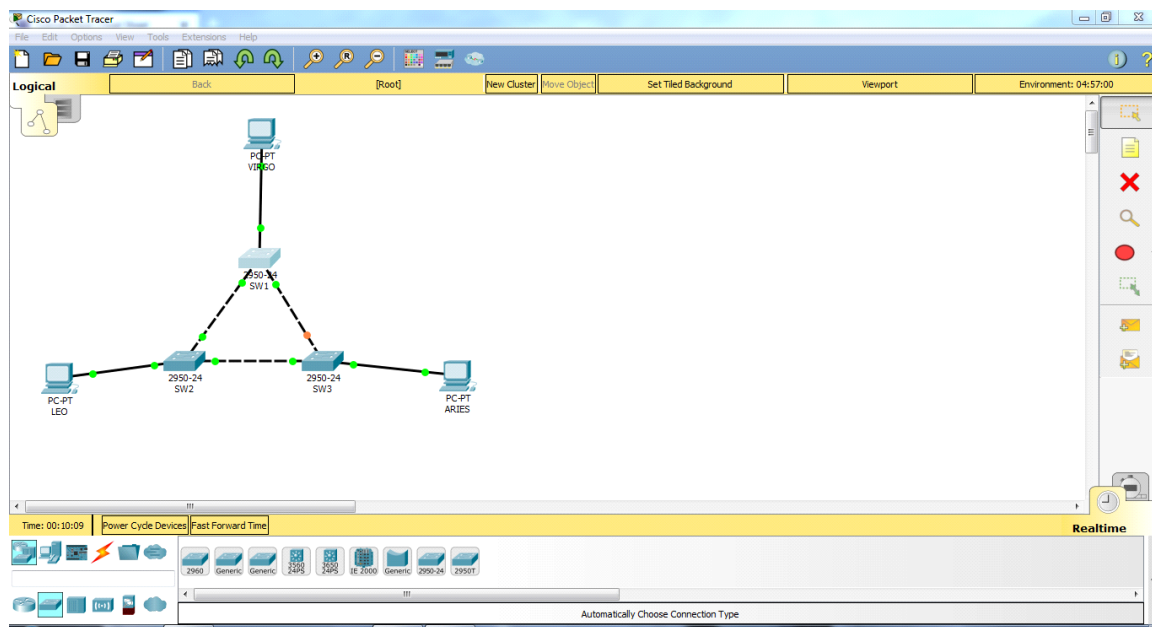 Cisco Packet Tracer
File Edit Options View Tools Extensions Help
Logical Back [Root] New Cluster Move Object Set Tiled Background Viewport Environment: 04:57:00
PC-PT
VIRGO
2950-24
SW1
2950-24
SW2
2950-24
SW3
PC-PT
LEO
PC-PT
ARIES
Time: 00:10:09 Power Cycle Devices Fast Forward Time Realtime
2960 Generic Generic 3560 24PS 3650 24PS IE 2000 Generic 2950-24 2950T
Automatically Choose Connection Type